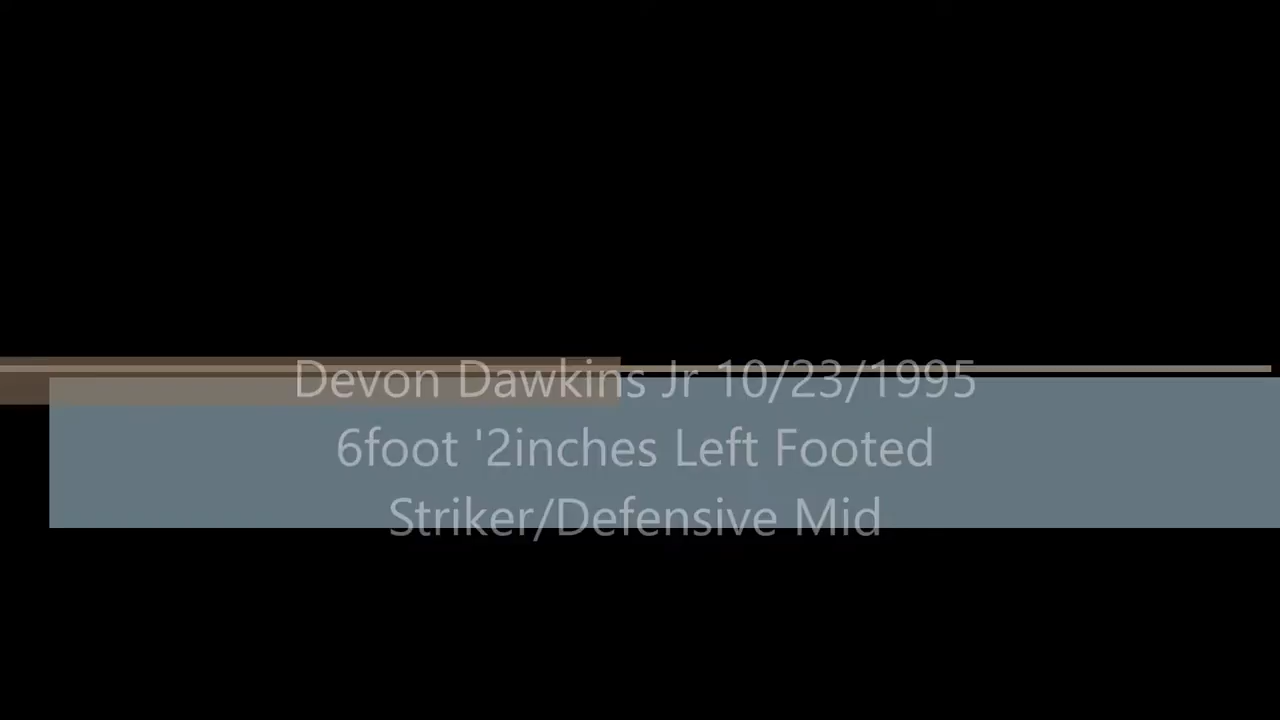 Devon Dawkins Jr 10/23/1995
6foot '2inches Left Footed
Striker/Defensive Mid